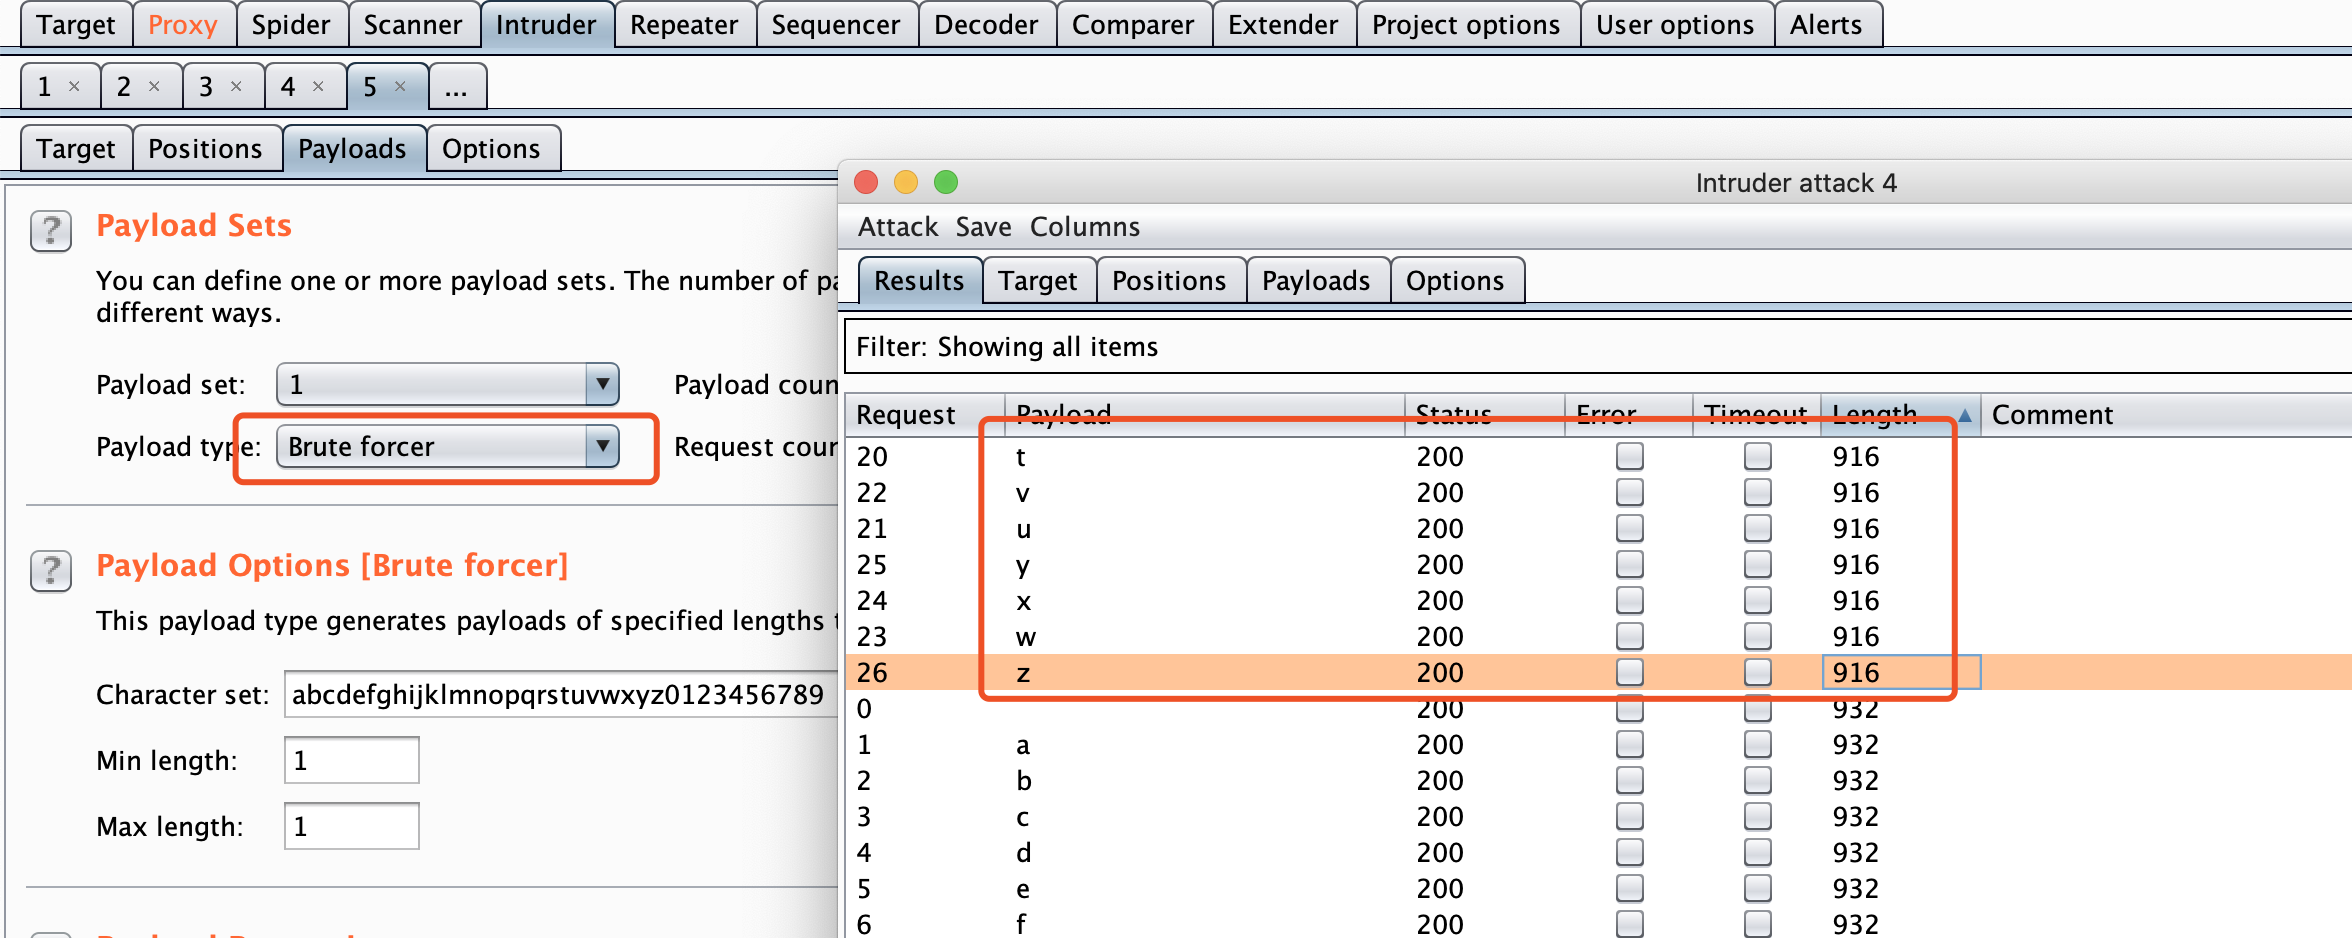 Target Proxy Spider Scanner Intruder Repeater Sequencer Decoder Comparer Extender Project options User options Alerts
1 × 2 × 3 × 4 × 5 × ...
Target Positions Payloads Options
? Payload Sets
You can define one or more payload sets. The number of pa
different ways.
Payload set: 1 Payload coun
Payload type: Brute forcer Request cour
? Payload Options [Brute forcer]
This payload type generates payloads of specified lengths t
Character set: abcdefghijklmnopqrstuvwxyz0123456789
Min length: 1
Max length: 1
Intruder attack 4
Attack Save Columns
Results Target Positions Payloads Options
Filter: Showing all items
Request Payload Status Error Timeout Length Comment
20 t 200 916
22 v 200 916
21 u 200 916
25 y 200 916
24 x 200 916
23 w 200 916
26 z 200 916
0 200 932
1 a 200 932
2 b 200 932
3 c 200 932
4 d 200 932
5 e 200 932
6 f 200 932